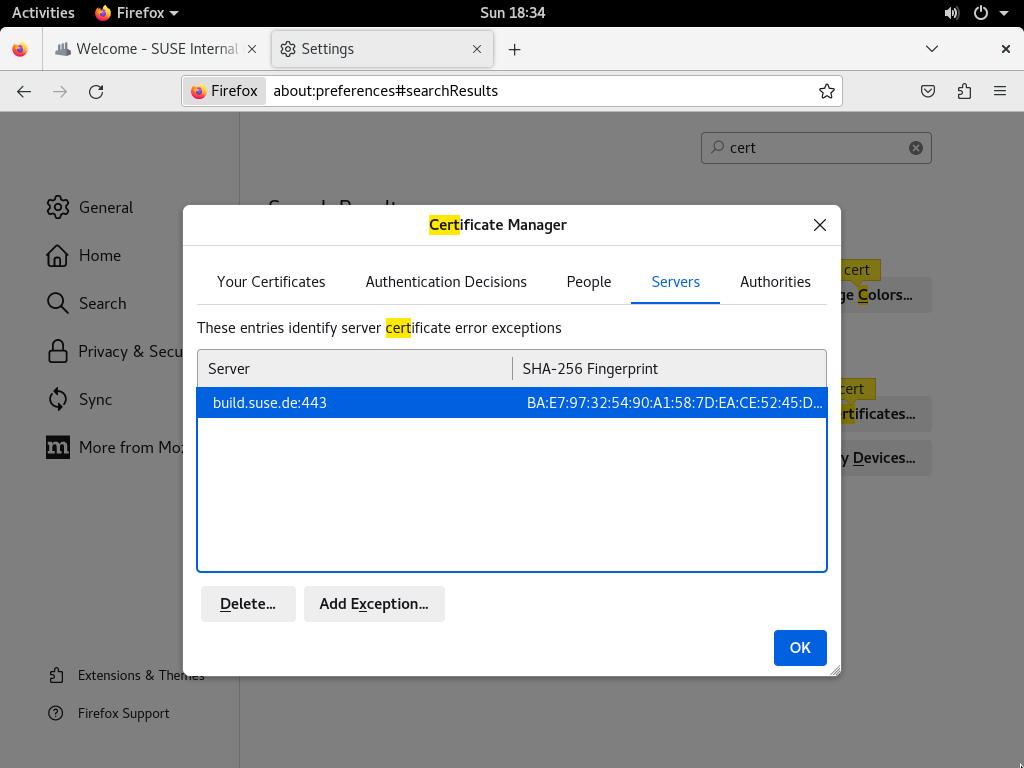 Activities Firefox Sun 18:34
Welcome - SUSE Internal Settings
Firefox about:preferences#searchResults
cert
General
Home
Search
Privacy & Secu
Sync
More from Moz
Extensions & Themes
Firefox Support
Search Results
cert
ge Colors...
cert
rtificates...
y Devices...
Certificate Manager
Your Certificates Authentication Decisions People Servers Authorities
These entries identify server certificate error exceptions
Server SHA-256 Fingerprint
build.suse.de:443 BA:E7:97:32:54:90:A1:58:7D:EA:CE:52:45:D...
Delete... Add Exception...
OK